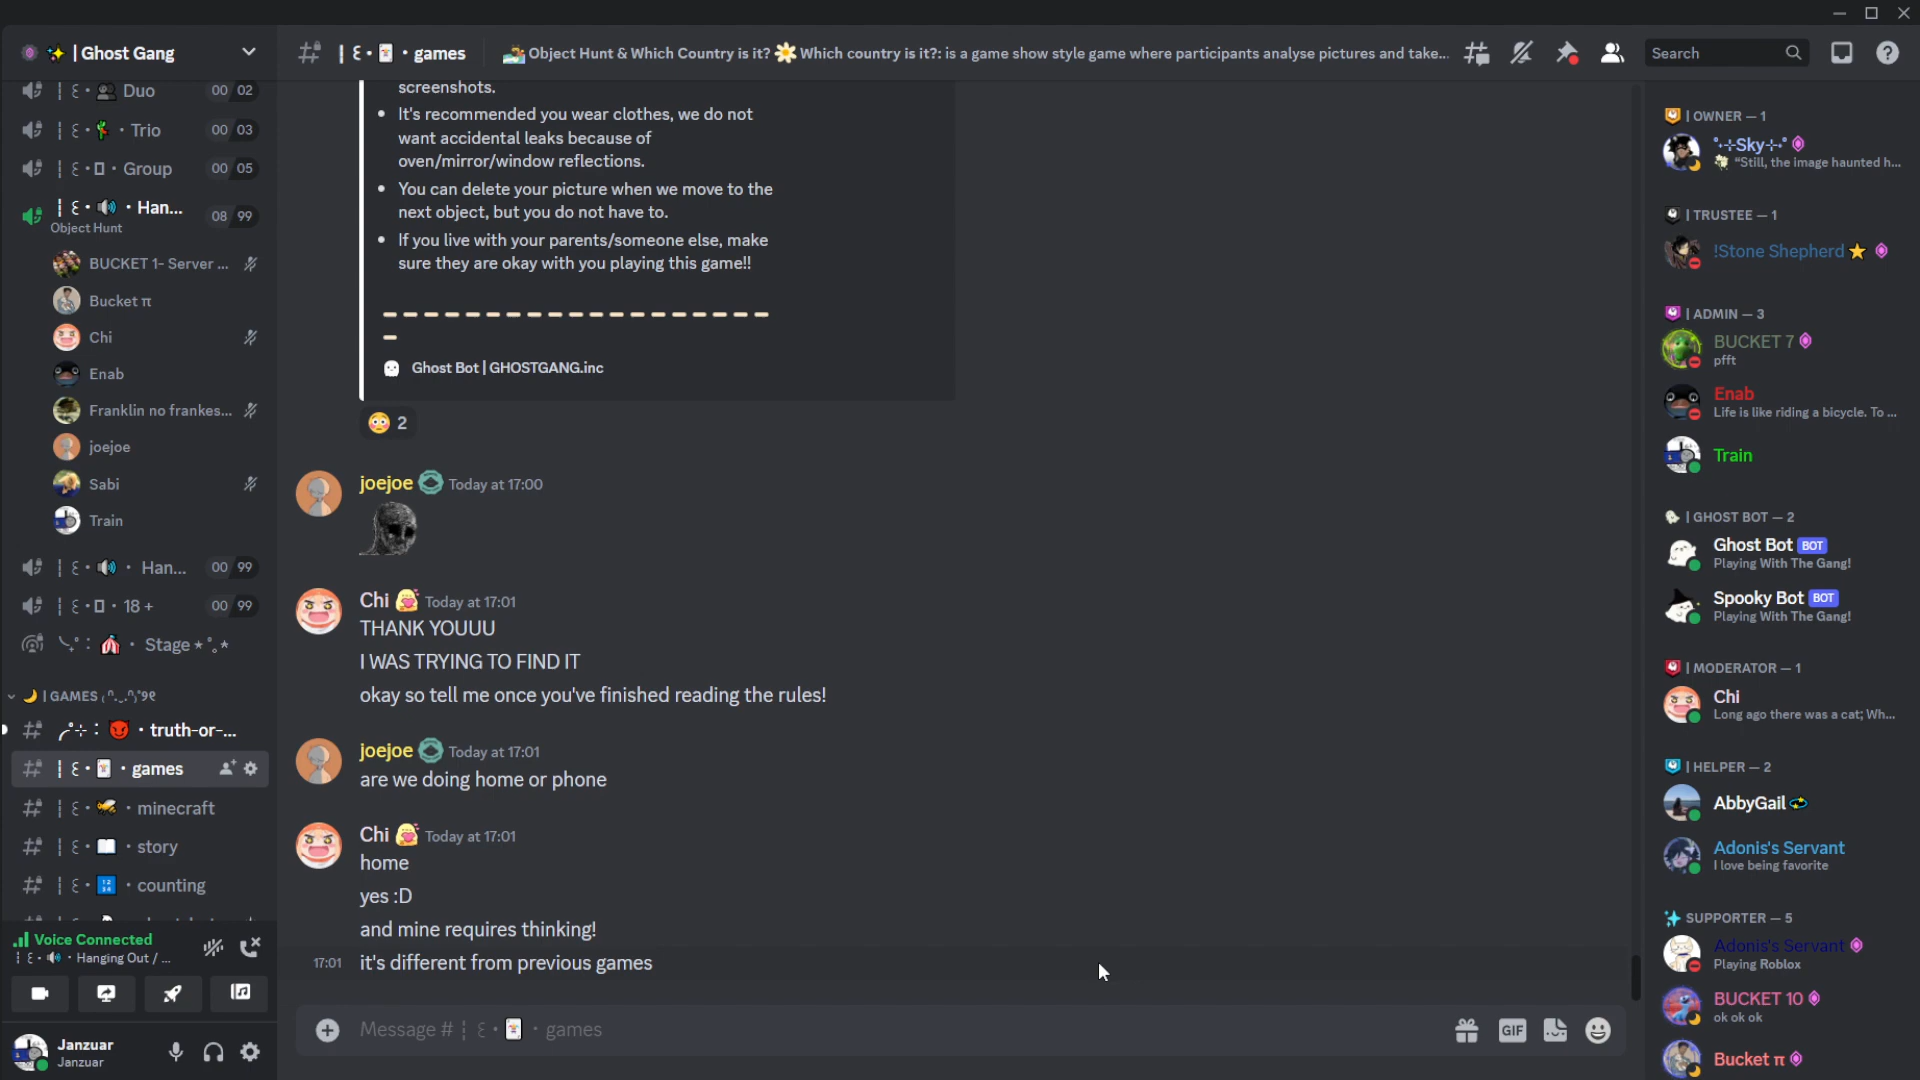 | Ghost Gang
Duo
00 02
Trio
00 03
Group
00 05
Han...
08 99
Object Hunt
BUCKET 1- Server ...
Bucket π
Chi
Enab
Franklin no frankes...
joejoe
Sabi
Train
Han...
00 99
18 +
00 99
Stage
| GAMES
truth-or-...
games
minecraft
story
counting
Voice Connected
Hanging Out / ...
Janzuar
Janzuar
games
Object Hunt & Which Country is it? Which country is it?: is a game show style game where participants analyse pictures and take...
Search
screenshots.
• It's recommended you wear clothes, we do not
want accidental leaks because of
oven/mirror/window reflections.
• You can delete your picture when we move to the
next object, but you do not have to.
• If you live with your parents/someone else, make
sure they are okay with you playing this game!!
Ghost Bot | GHOSTGANG.inc
😳 2
joejoe Today at 17:00
Chi Today at 17:01
THANK YOUUU
I WAS TRYING TO FIND IT
okay so tell me once you've finished reading the rules!
joejoe Today at 17:01
are we doing home or phone
Chi Today at 17:01
home
yes :D
and mine requires thinking!
17:01 it's different from previous games
Message # games
GIF
| OWNER — 1
Sky
"Still, the image haunted h...
| TRUSTEE — 1
!Stone Shepherd
| ADMIN — 3
BUCKET 7
pfft
Enab
Life is like riding a bicycle. To ...
Train
| GHOST BOT — 2
Ghost Bot BOT
Playing With The Gang!
Spooky Bot BOT
Playing With The Gang!
| MODERATOR — 1
Chi
Long ago there was a cat; Wh...
| HELPER — 2
AbbyGail
Adonis's Servant
I love being favorite
SUPPORTER — 5
Adonis's Servant
Playing Roblox
BUCKET 10
ok ok ok
Bucket π